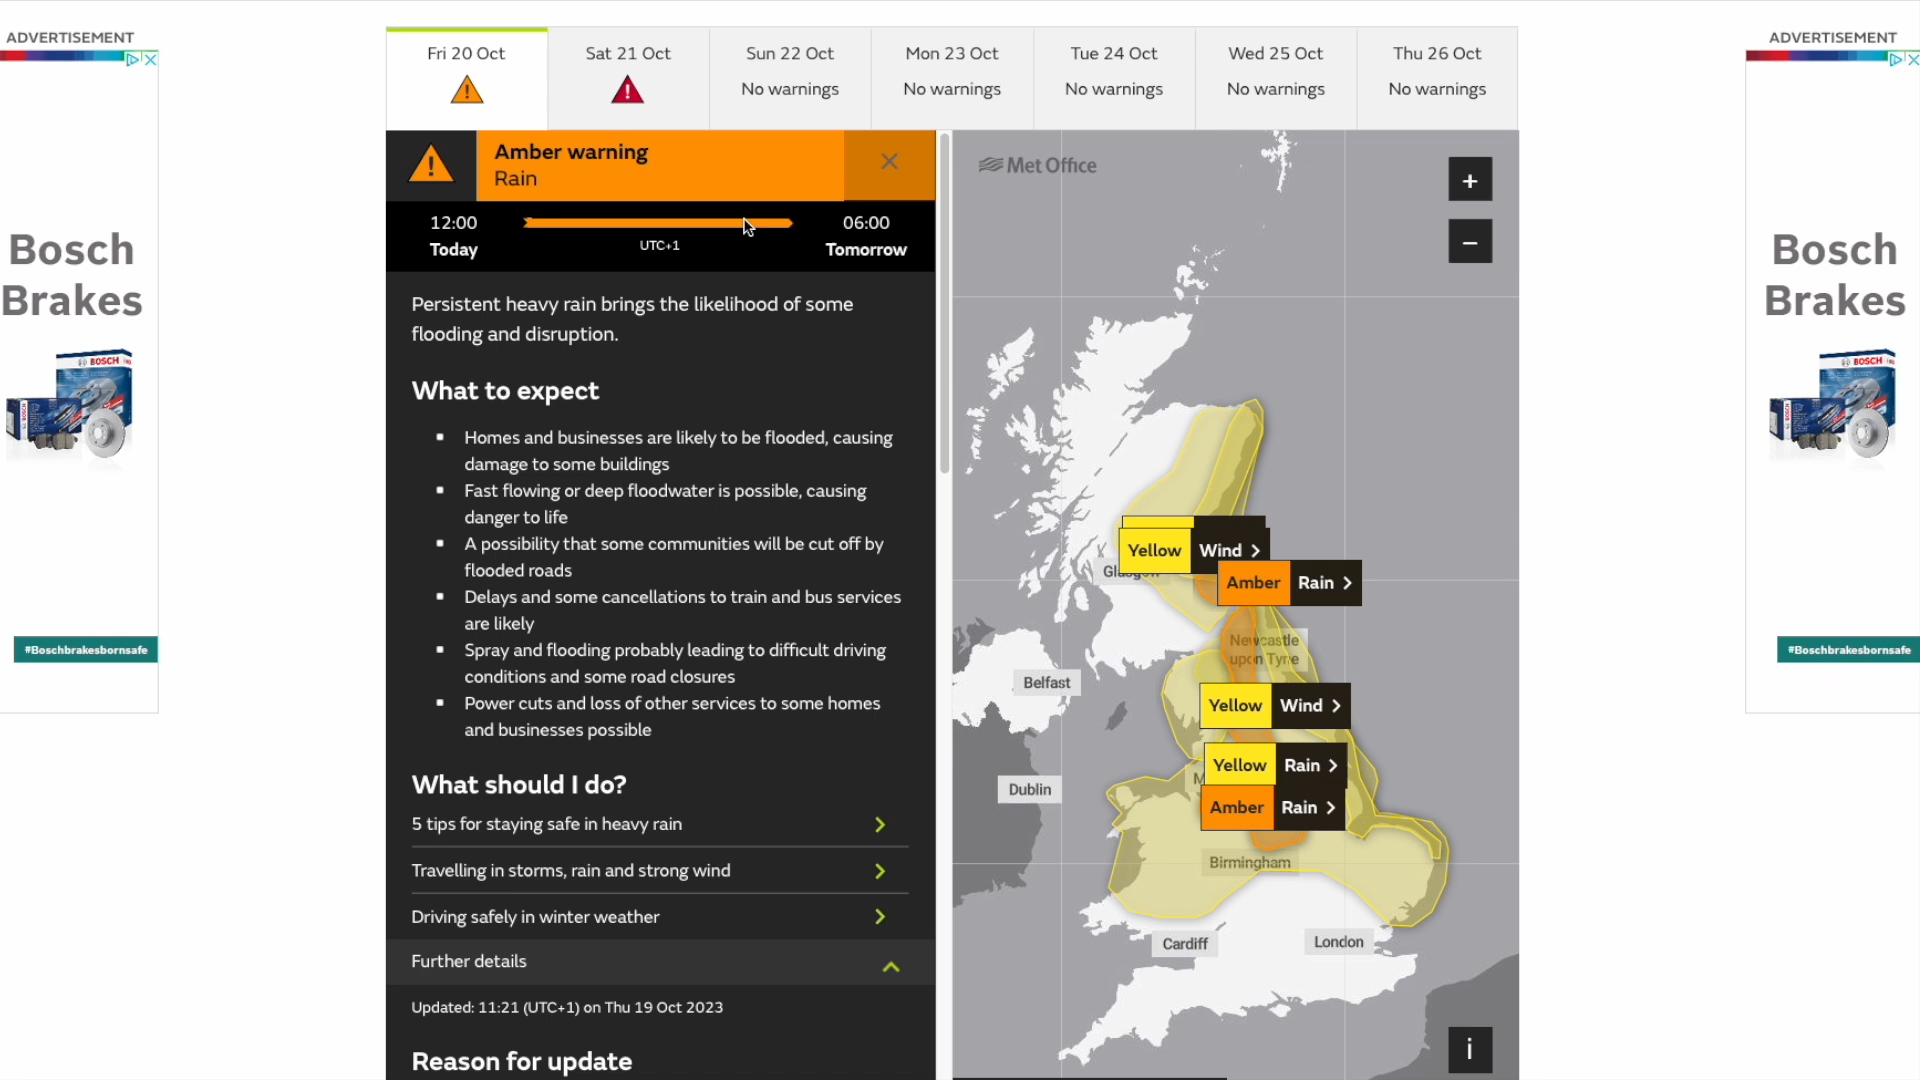 ADVERTISEMENT
Bosch
Brakes
BOSCH
#Boschbrakesbornsafe
Fri 20 Oct
Sat 21 Oct
Sun 22 Oct
No warnings
Mon 23 Oct
No warnings
Tue 24 Oct
No warnings
Wed 25 Oct
No warnings
Thu 26 Oct
No warnings
Amber warning
Rain
12:00
Today
UTC+1
06:00
Tomorrow
Persistent heavy rain brings the likelihood of some
flooding and disruption.
What to expect
Homes and businesses are likely to be flooded, causing
damage to some buildings
Fast flowing or deep floodwater is possible, causing
danger to life
A possibility that some communities will be cut off by
flooded roads
Delays and some cancellations to train and bus services
are likely
Spray and flooding probably leading to difficult driving
conditions and some road closures
Power cuts and loss of other services to some homes
and businesses possible
What should I do?
5 tips for staying safe in heavy rain
Travelling in storms, rain and strong wind
Driving safely in winter weather
Further details
Updated: 11:21 (UTC+1) on Thu 19 Oct 2023
Reason for update
Met Office
+
−
Yellow Wind
Glasgow
Amber Rain
Newcastle
upon Tyne
Belfast
Yellow Wind
Yellow Rain
Dublin
Amber Rain
Birmingham
Cardiff
London
i
ADVERTISEMENT
Bosch
Brakes
BOSCH
#Boschbrakesbornsafe